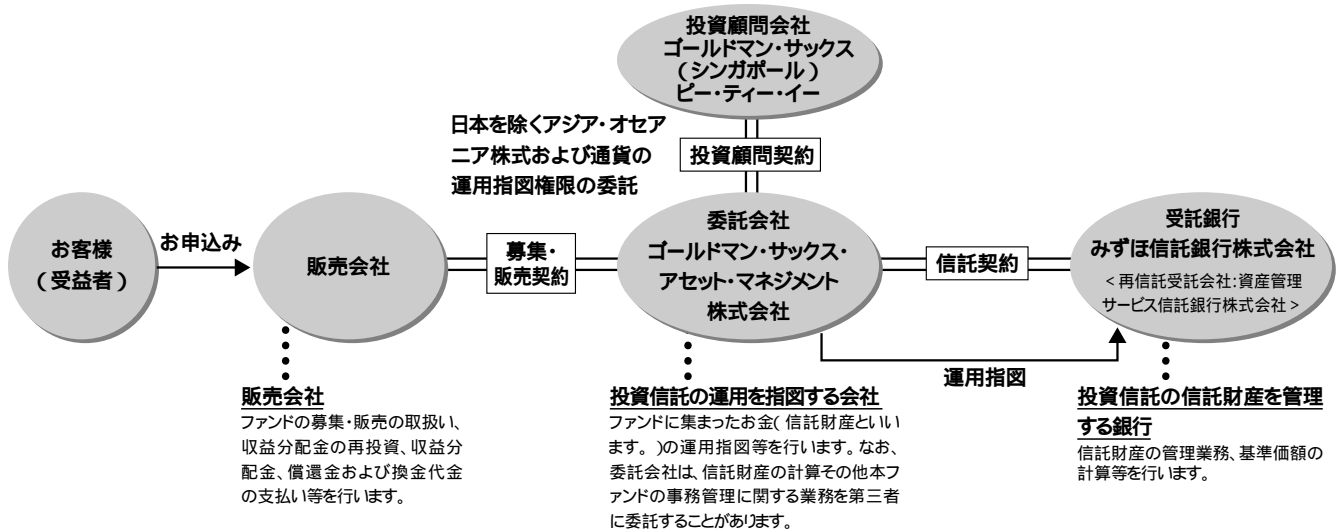 投資顧問会社
ゴールドマン・サックス
(シンガポール)
ピー・ティー・イー
日本を除くアジア・オセア
ニア株式および通貨の
運用指図権限の委託
投資顧問契約
お客様
(受益者)
お申込み
販売会社
募集・
販売契約
委託会社
ゴールドマン・サックス・
アセット・マネジメント
株式会社
信託契約
受託銀行
みずほ信託銀行株式会社
<再信託受託会社:資産管理
サービス信託銀行株式会社>
運用指図
販売会社
ファンドの募集・販売の取扱い、
収益分配金の再投資、収益分
配金、償還金および換金代金
の支払い等を行います。
投資信託の運用を指図する会社
ファンドに集まったお金(信託財産といい
ます。)の運用指図等を行います。なお、
委託会社は、信託財産の計算その他本フ
ァンドの事務管理に関する業務を第三者
に委託することがあります。
投資信託の信託財産を管理
する銀行
信託財産の管理業務、基準価額の
計算等を行います。